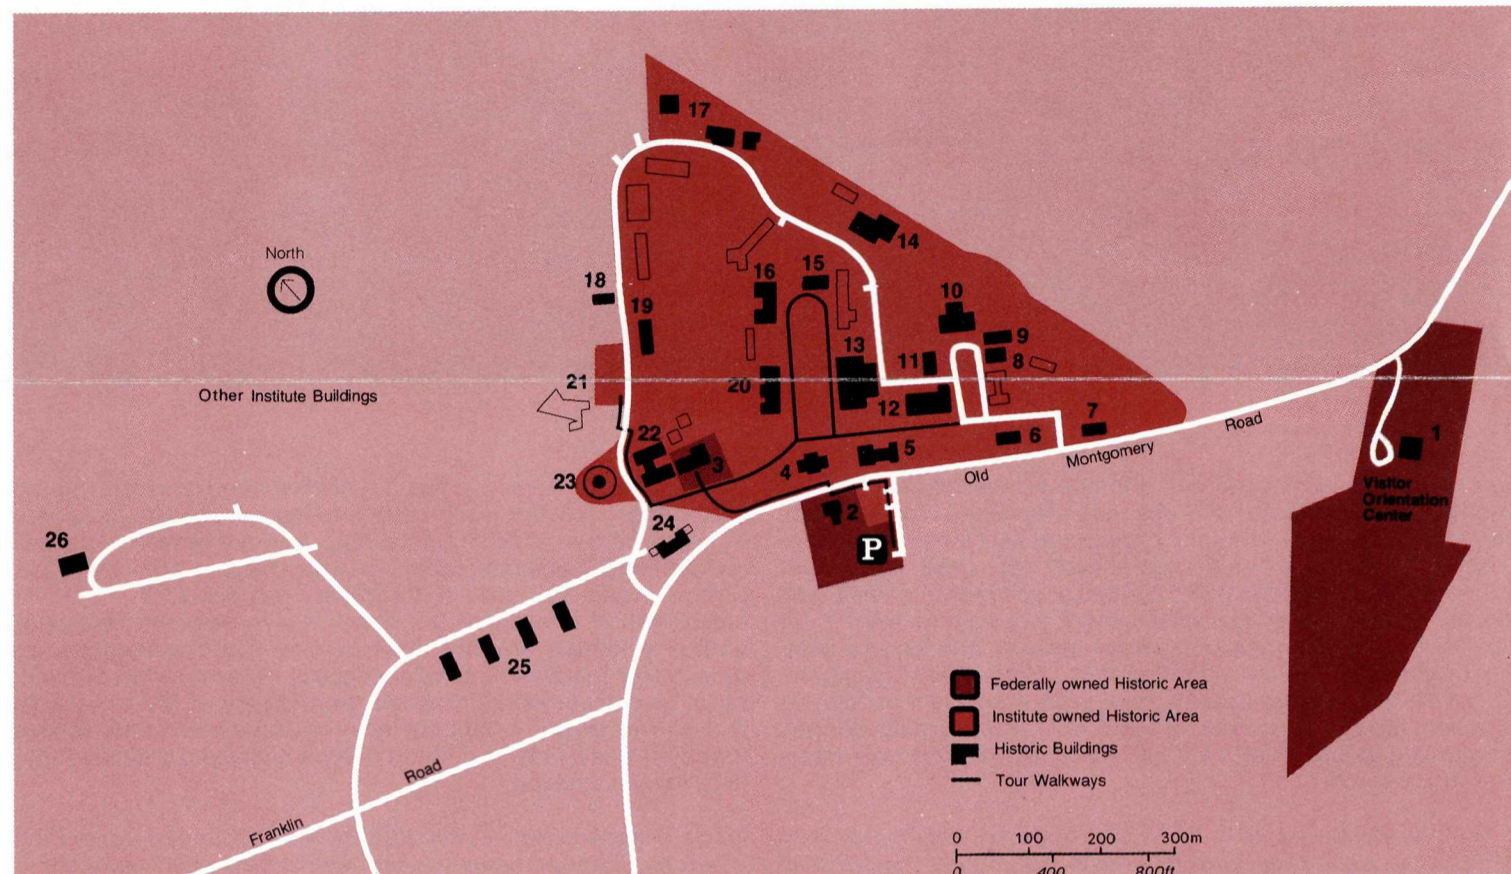 17
14
North
18
19
16
15
10
9
8
11
13
12
21
20
7
6
Other Institute Buildings
22
3
4
5
Old
Montgomery
Road
1
Visitor
Orientation
Center
23
24
2
P
26
25
Franklin
Road
Federally owned Historic Area
Institute owned Historic Area
Historic Buildings
Tour Walkways
0 100 200 300m
0 400 800ft